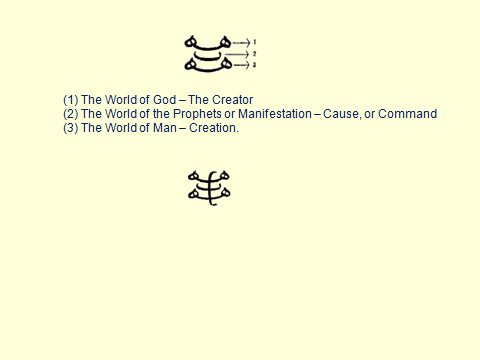 1
2
3
(1) The World of God – The Creator
(2) The World of the Prophets or Manifestation – Cause, or Command
(3) The World of Man – Creation.